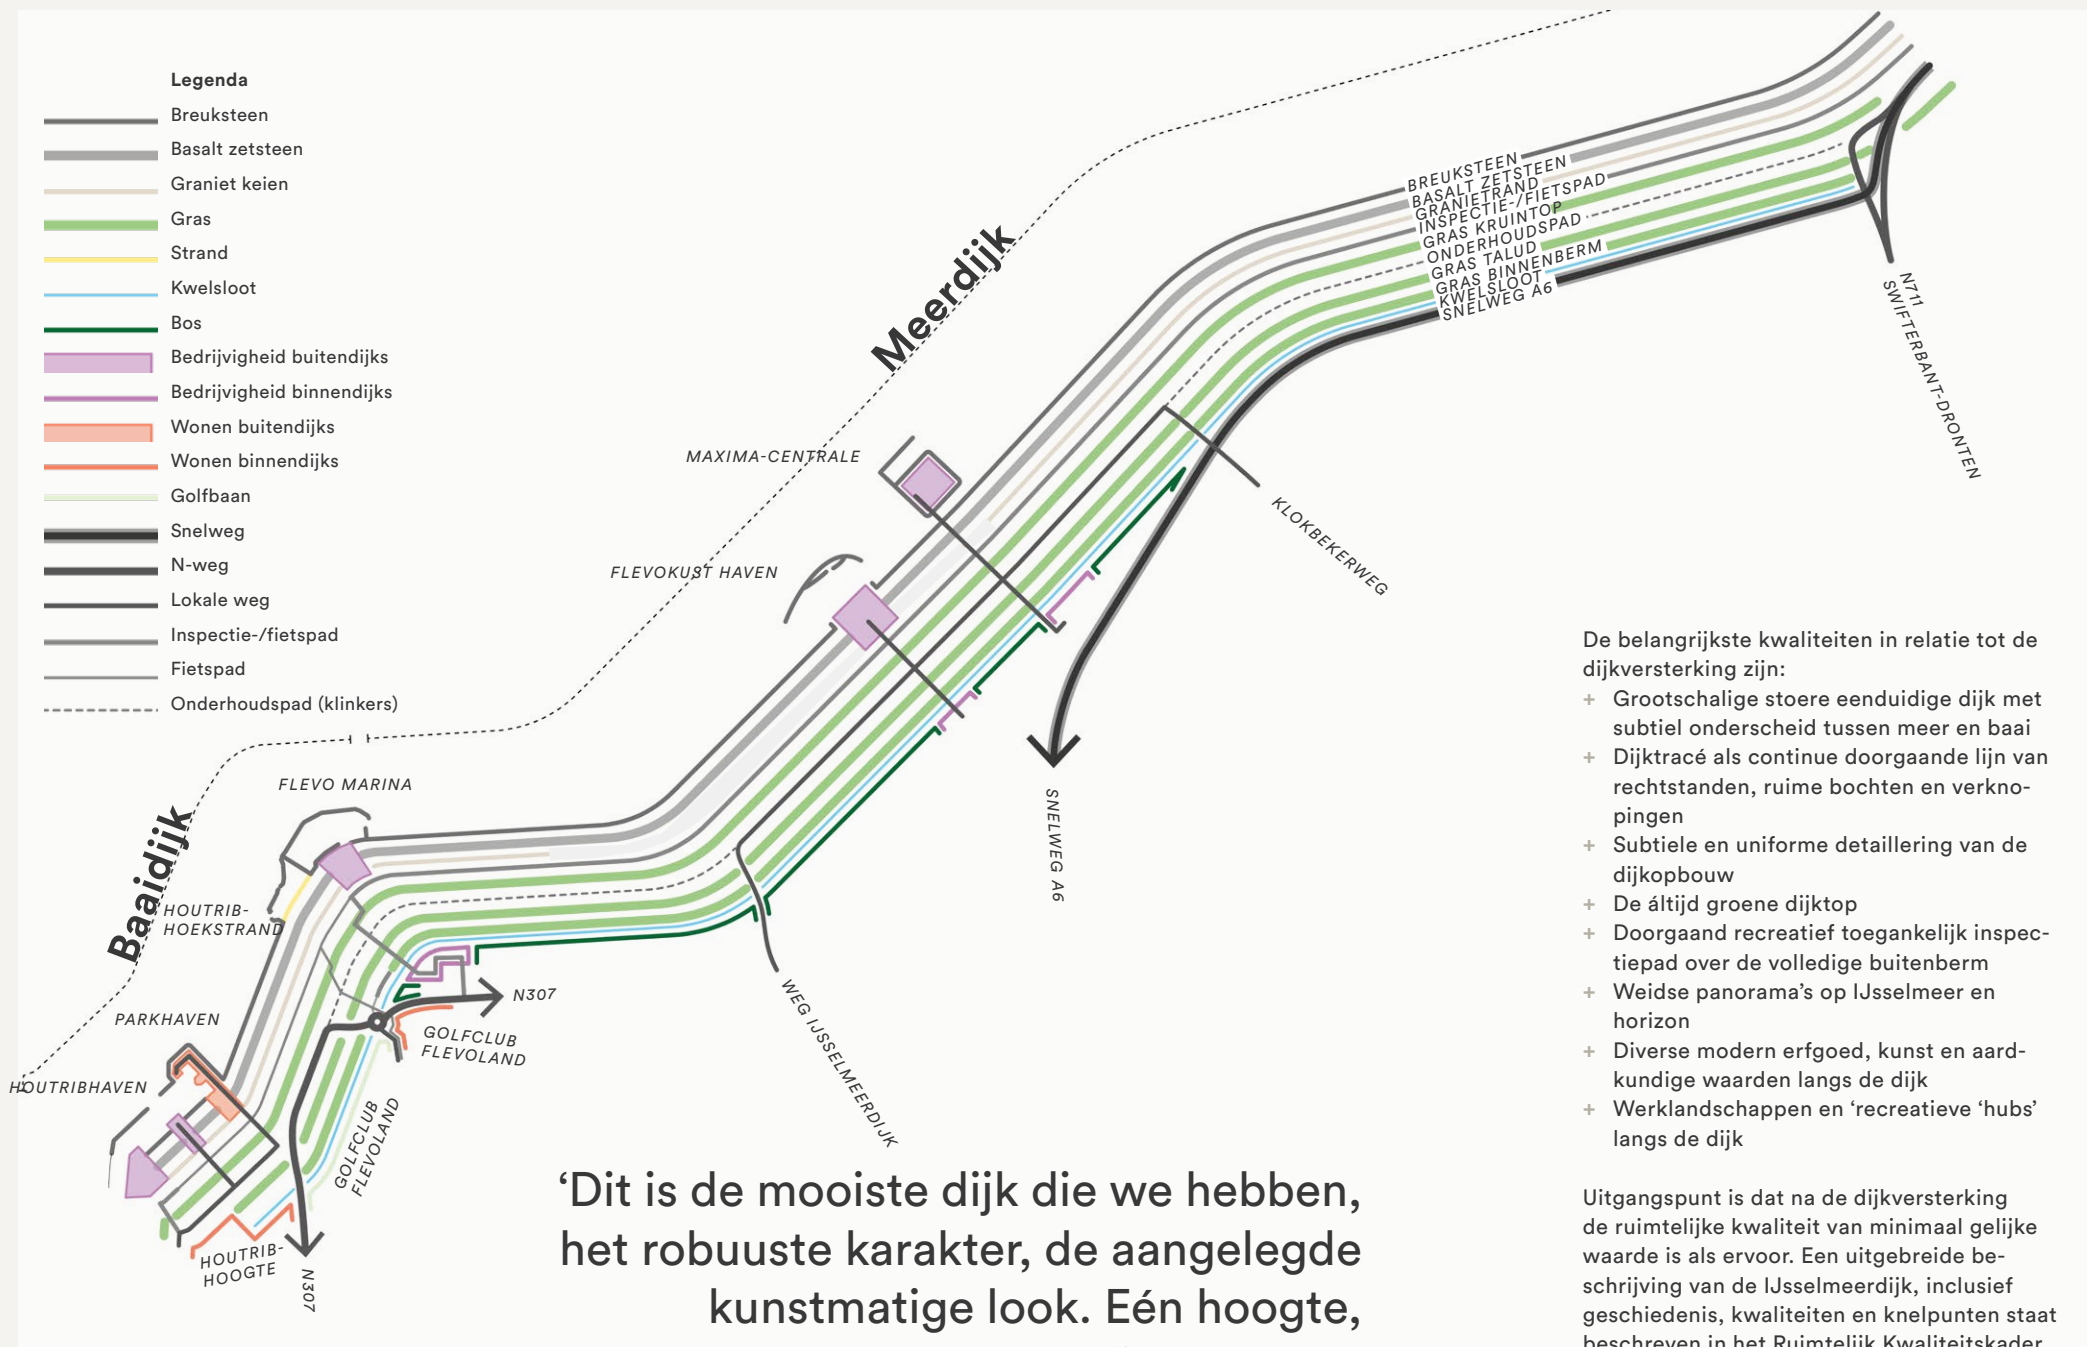 Legenda
Breuksteen
Basalt zetsteen
Graniet keien
Gras
Strand
Kwelsloot
Bos
Bedrijvigheid buitendijks
Bedrijvigheid binnendijks
Wonen buitendijks
Wonen binnendijks
Golfbaan
Snelweg
N-weg
Lokale weg
Inspectie-/fietspad
Fietspad
Onderhoudspad (klinkers)
Meerdijk
Baaidijk
BREUKSTEEN
BASALT ZETSTEEN
GRANIETRAND
INSPECTIE-/FIETSPAD
GRAS KRUINTOP
ONDERHOUDSPAD
GRAS TALUD
GRAS BINNENBERM
KWELSLOOT
SNELWEG A6
N711
SWIFTERBANT-DRONTEN
MAXIMA-CENTRALE
FLEVOKUST HAVEN
KLOKBEKERWEG
SNELWEG A6
FLEVO MARINA
HOUTRIB-
HOEKSTRAND
PARKHAVEN
HOUTRIBHAVEN
N307
GOLFCLUB
FLEVOLAND
GOLFCLUB
FLEVOLAND
WEG IJSSELMEERDIJK
HOUTRIB-
HOOGTE
N307
‘Dit is de mooiste dijk die we hebben,
het robuuste karakter, de aangelegde
kunstmatige look. Eén hoogte,
De belangrijkste kwaliteiten in relatie tot de
dijkversterking zijn:
+ Grootschalige stoere eenduidige dijk met
subtiel onderscheid tussen meer en baai
+ Dijktracé als continue doorgaande lijn van
rechtstanden, ruime bochten en verkno-
pingen
+ Subtiele en uniforme detaillering van de
dijkopbouw
+ De áltijd groene dijktop
+ Doorgaand recreatief toegankelijk inspec-
tiepad over de volledige buitenberm
+ Weidse panorama’s op IJsselmeer en
horizon
+ Diverse modern erfgoed, kunst en aard-
kundige waarden langs de dijk
+ Werklandschappen en ‘recreatieve ‘hubs’
langs de dijk
Uitgangspunt is dat na de dijkversterking
de ruimtelijke kwaliteit van minimaal gelijke
waarde is als ervoor. Een uitgebreide be-
schrijving van de IJsselmeerdijk, inclusief
geschiedenis, kwaliteiten en knelpunten staat
beschreven in het Ruimtelijk Kwaliteitskader